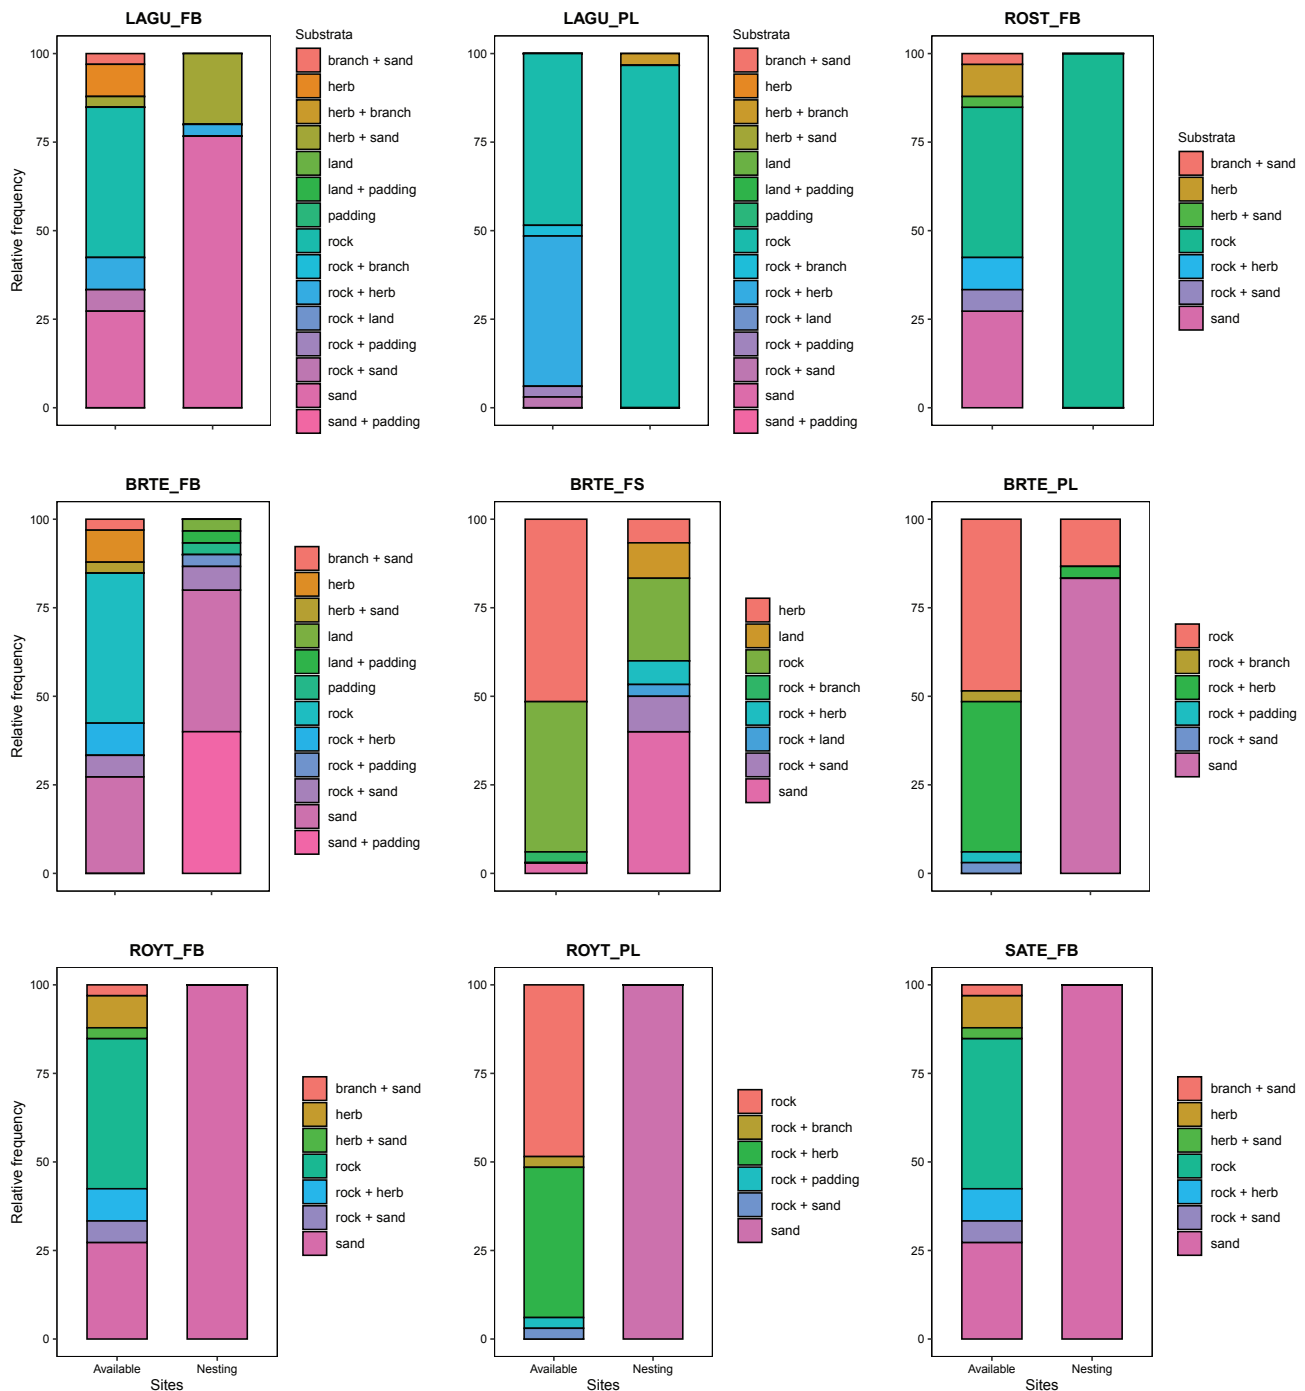 LAGU_FB
Relative frequency
100
75
50
25
0
Substrata
branch + sand
herb
herb + branch
herb + sand
land
land + padding
padding
rock
rock + branch
rock + herb
rock + land
rock + padding
rock + sand
sand
sand + padding
LAGU_PL
100
75
50
25
0
Substrata
branch + sand
herb
herb + branch
herb + sand
land
land + padding
padding
rock
rock + branch
rock + herb
rock + land
rock + padding
rock + sand
sand
sand + padding
ROST_FB
100
75
50
25
0
Substrata
branch + sand
herb
herb + sand
rock
rock + herb
rock + sand
sand
BRTE_FB
Relative frequency
100
75
50
25
0
branch + sand
herb
herb + sand
land
land + padding
padding
rock
rock + herb
rock + padding
rock + sand
sand
sand + padding
BRTE_FS
100
75
50
25
0
herb
land
rock
rock + branch
rock + herb
rock + land
rock + sand
sand
BRTE_PL
100
75
50
25
0
rock
rock + branch
rock + herb
rock + padding
rock + sand
sand
ROYT_FB
Relative frequency
100
75
50
25
0
Available
Nesting
Sites
branch + sand
herb
herb + sand
rock
rock + herb
rock + sand
sand
ROYT_PL
100
75
50
25
0
Available
Nesting
Sites
rock
rock + branch
rock + herb
rock + padding
rock + sand
sand
SATE_FB
100
75
50
25
0
Available
Nesting
Sites
branch + sand
herb
herb + sand
rock
rock + herb
rock + sand
sand